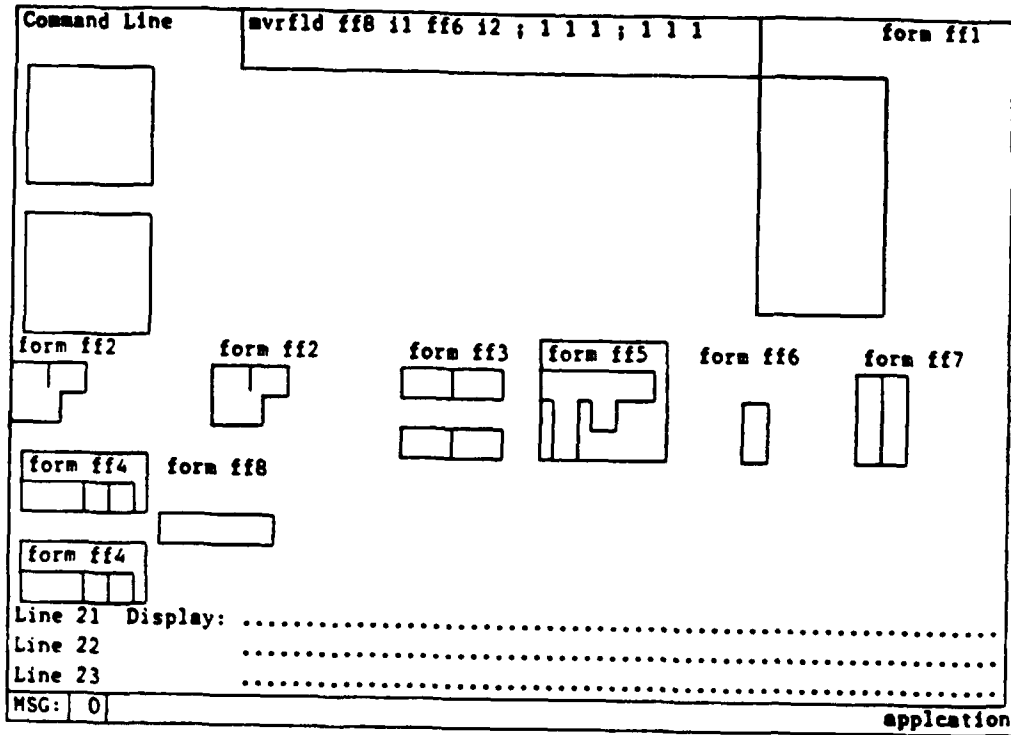 Command Line mvrfld ff8 i1 ff6 i2 ; 1 1 1 ; 1 1 1 form ff1
form ff2 form ff2 form ff3 form ff5 form ff6 form ff7
form ff4 form ff8
form ff4
Line 21 Display: ............................................................
Line 22 ............................................................
Line 23 ............................................................
MSG: 0 applcation